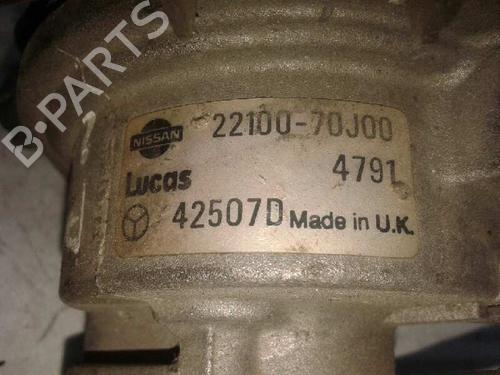 B-PARTS
NISSAN 22100-70J00
Lucas 4791
42507D Made in U.K.